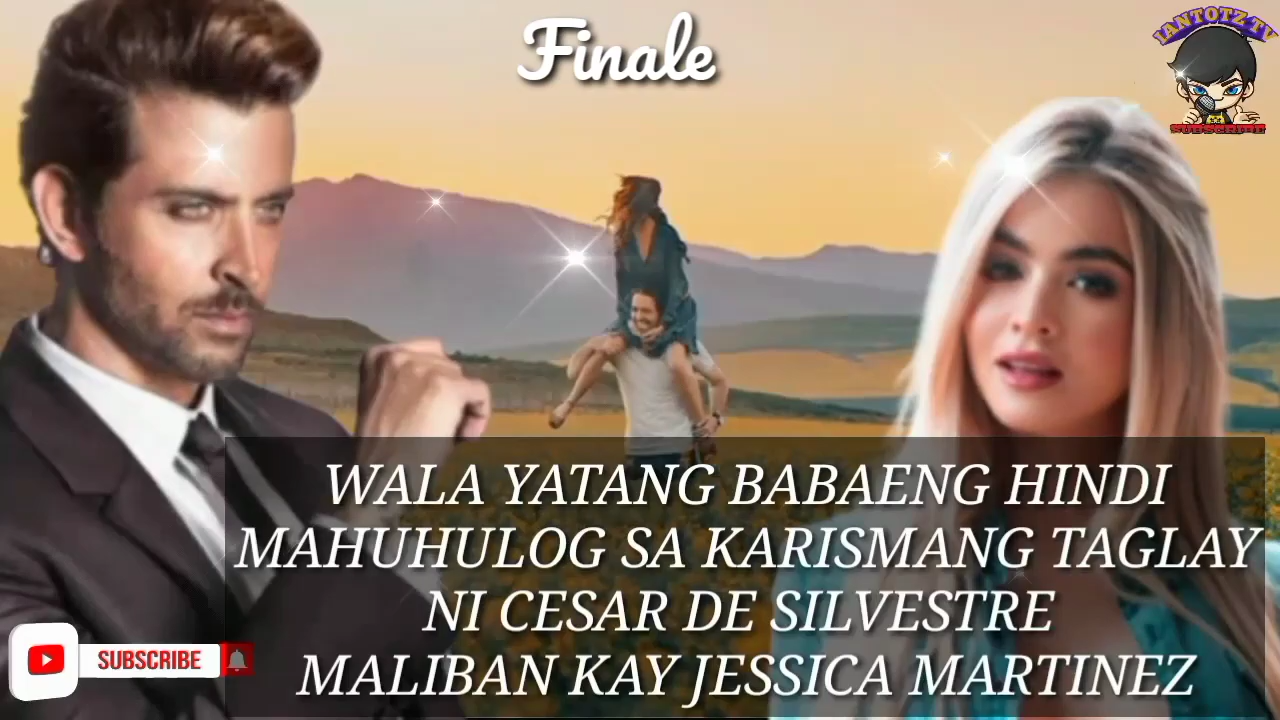 Finale
IANTOTZ TV
SUBSCRIBE
WALA YATANG BABAENG HINDI
MAHUHULOG SA KARISMANG TAGLAY
NI CESAR DE SILVESTRE
MALIBAN KAY JESSICA MARTINEZ
SUBSCRIBE